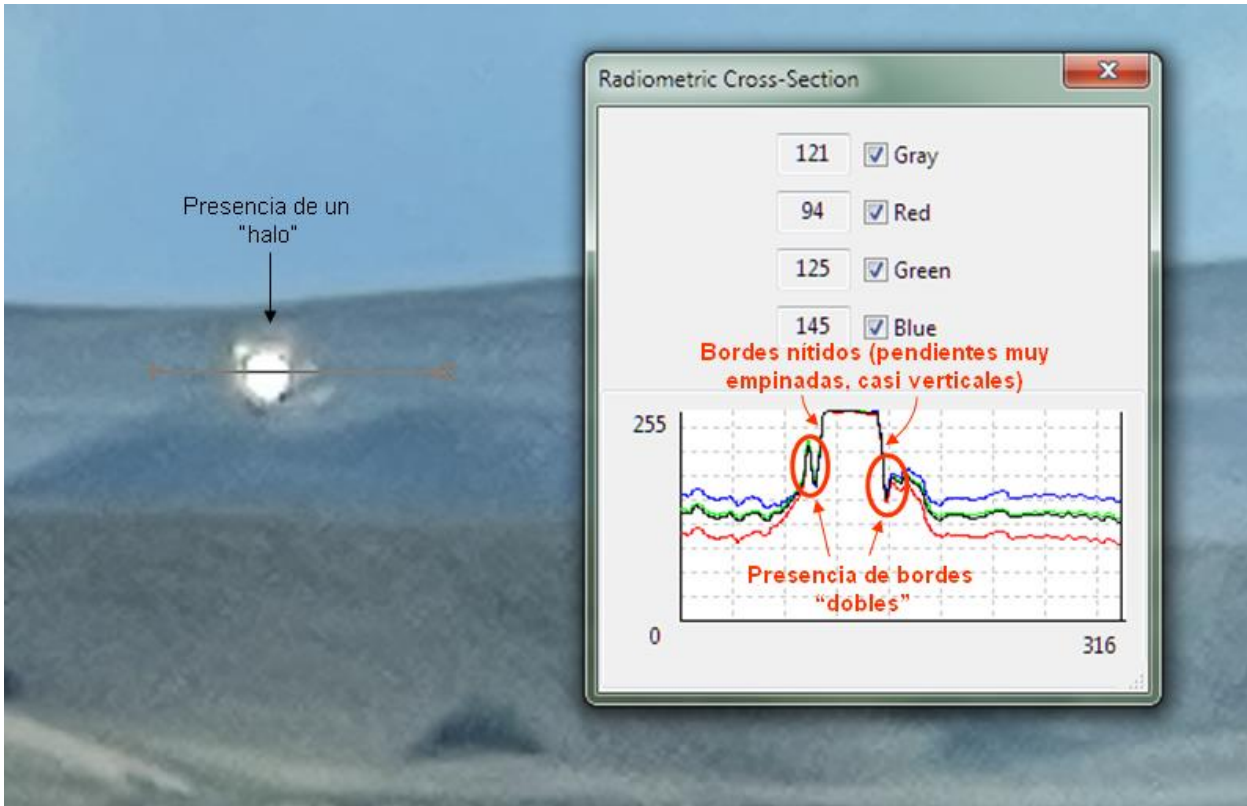 Presencia de un
"halo"
Radiometric Cross-Section
121 Gray
94 Red
125 Green
145 Blue
Bordes nítidos (pendientes muy
empinadas, casi verticales)
255
Presencia de bordes
“dobles”
0
316